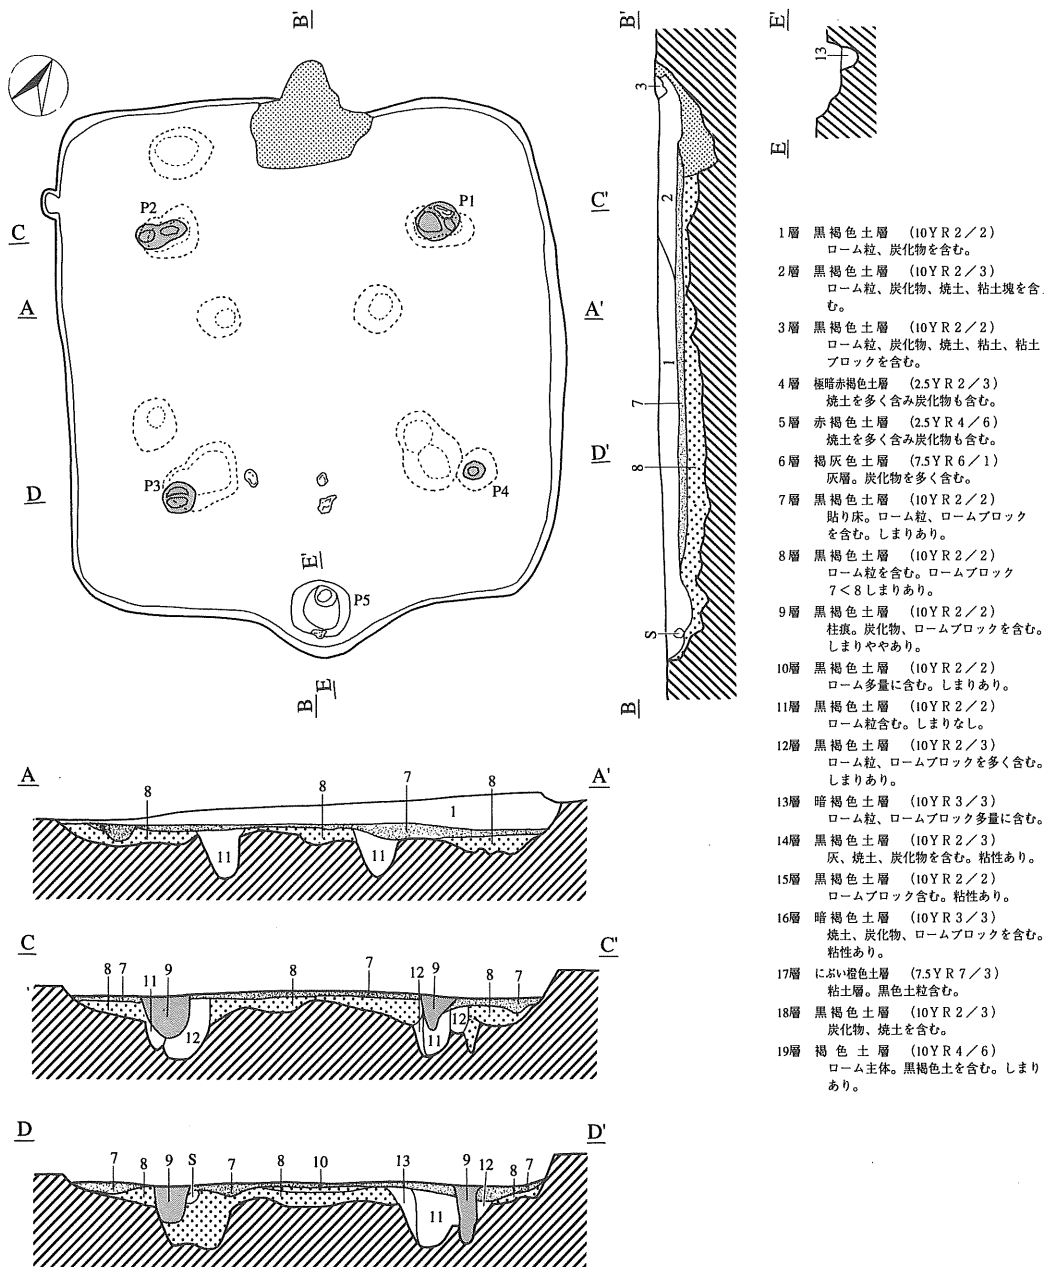 B'
B'
E'
13
3
E
P2
P1
C
C'
2
A
A'
1
7
D'
8
P3
P4
D
E'
P5
S
B
E
B
1層 黒褐色土層 (10YR2/2)
ローム粒、炭化物を含む。
2層 黒褐色土層 (10YR2/3)
ローム粒、炭化物、焼土、粘土塊を含
む。
3層 黒褐色土層 (10YR2/2)
ローム粒、炭化物、焼土、粘土、粘土
ブロックを含む。
4層 極暗赤褐色土層 (2.5YR2/3)
焼土を多く含み炭化物も含む。
5層 赤褐色土層 (2.5YR4/6)
焼土を多く含み炭化物も含む。
6層 褐灰色土層 (7.5YR6/1)
灰層。炭化物を多く含む。
7層 黒褐色土層 (10YR2/2)
貼り床。ローム粒、ロームブロック
を含む。しまりあり。
8層 黒褐色土層 (10YR2/2)
ローム粒を含む。ロームブロック
7<8しまりあり。
9層 黒褐色土層 (10YR2/2)
柱痕。炭化物、ロームブロックを含む。
しまりややあり。
10層 黒褐色土層 (10YR2/2)
ローム多量に含む。しまりあり。
11層 黒褐色土層 (10YR2/2)
ローム粒含む。しまりなし。
12層 黒褐色土層 (10YR2/3)
ローム粒、ロームブロックを多く含む。
しまりあり。
13層 暗褐色土層 (10YR3/3)
ローム粒、ロームブロック多量に含む。
14層 黒褐色土層 (10YR2/3)
灰、焼土、炭化物を含む。粘性あり。
15層 黒褐色土層 (10YR2/2)
ロームブロック含む。粘性あり。
16層 暗褐色土層 (10YR3/3)
焼土、炭化物、ロームブロックを含む。
粘性あり。
17層 にぶい橙色土層 (7.5YR7/3)
粘土層。黒色土粒含む。
18層 黒褐色土層 (10YR2/3)
炭化物、焼土を含む。
19層 褐色土層 (10YR4/6)
ローム主体。黒褐色土を含む。しまり
あり。
A A'
8 8 7 8
1
11 11
C C'
8 7 11 9 8 7 12 9 8 7
12 11 12
D D'
7 8 9 S 7 8 10 13 9 12 8 7
11